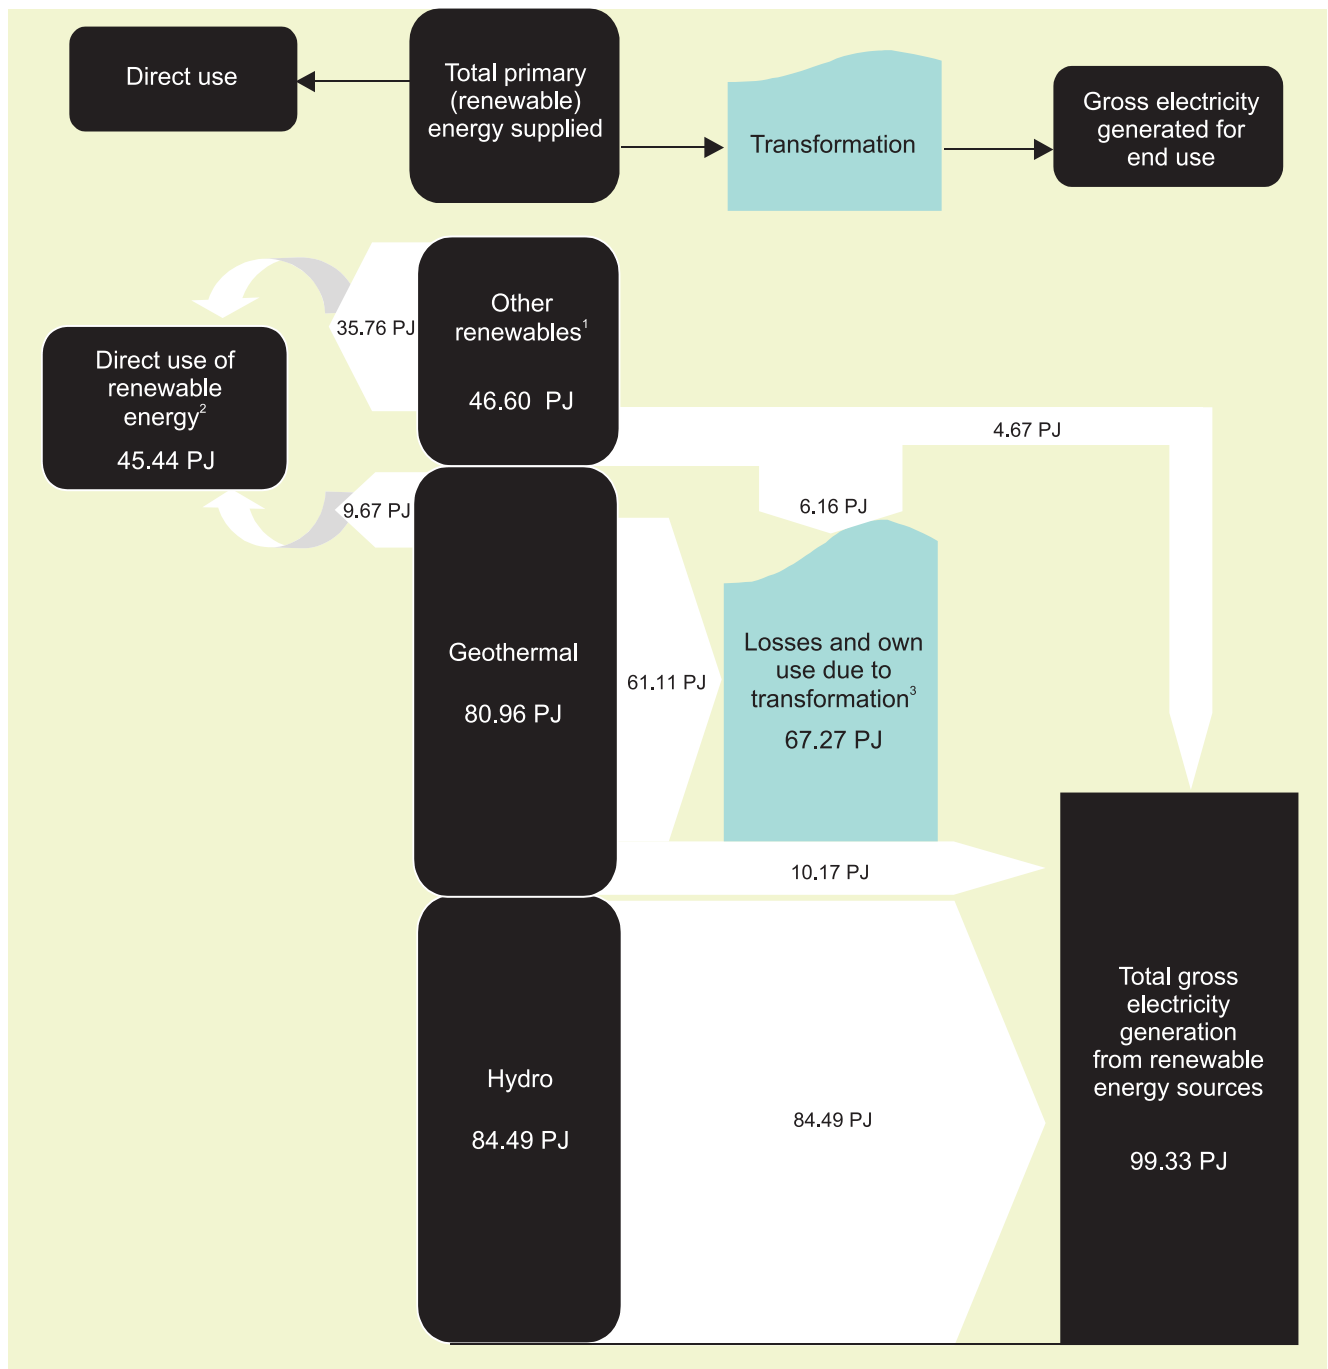 Direct use
Total primary
(renewable)
energy supplied
Transformation
Gross electricity
generated for
end use
35.76 PJ
Other
renewables¹
46.60 PJ
Direct use of
renewable
energy²
45.44 PJ
4.67 PJ
9.67 PJ
6.16 PJ
Geothermal
80.96 PJ
61.11 PJ
Losses and own
use due to
transformation³
67.27 PJ
10.17 PJ
Hydro
84.49 PJ
84.49 PJ
Total gross
electricity
generation
from renewable
energy sources
99.33 PJ